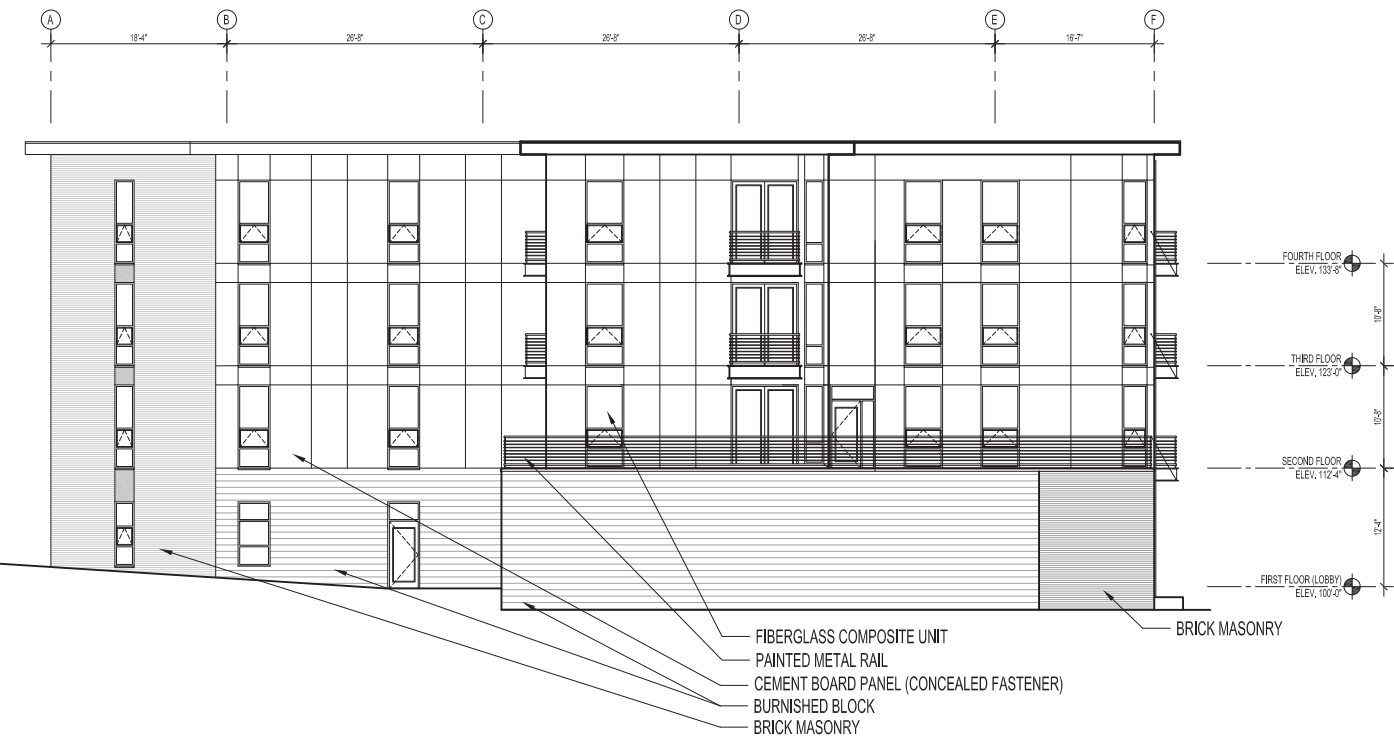 A B C D E F
18'-4" 26'-8" 26'-8" 26'-8" 16'-7"
FOURTH FLOOR
ELEV. 133'-8"
10'-8"
THIRD FLOOR
ELEV. 123'-0"
10'-8"
SECOND FLOOR
ELEV. 112'-4"
12'-4"
FIRST FLOOR (LOBBY)
ELEV. 100'-0"
BRICK MASONRY
FIBERGLASS COMPOSITE UNIT
PAINTED METAL RAIL
CEMENT BOARD PANEL (CONCEALED FASTENER)
BURNISHED BLOCK
BRICK MASONRY